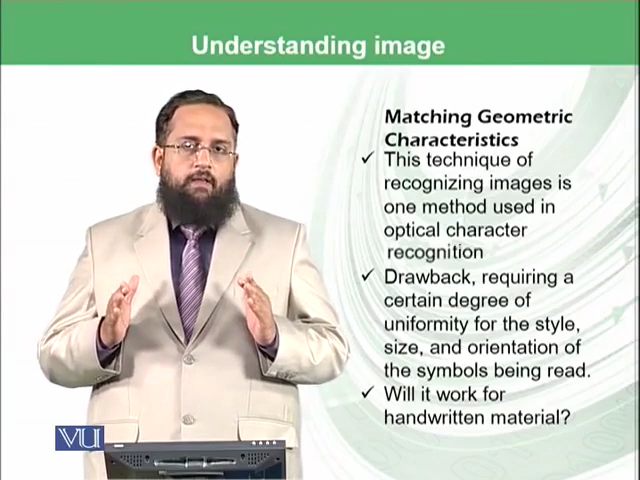 Understanding image
Matching Geometric
Characteristics
✓ This technique of
recognizing images is
one method used in
optical character
recognition
✓ Drawback, requiring a
certain degree of
uniformity for the style,
size, and orientation of
the symbols being read.
✓ Will it work for
handwritten material?
VU